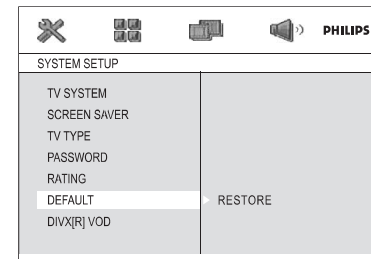 PHILIPS
SYSTEM SETUP
TV SYSTEM
SCREEN SAVER
TV TYPE
PASSWORD
RATING
DEFAULT
RESTORE
DIVX[R] VOD